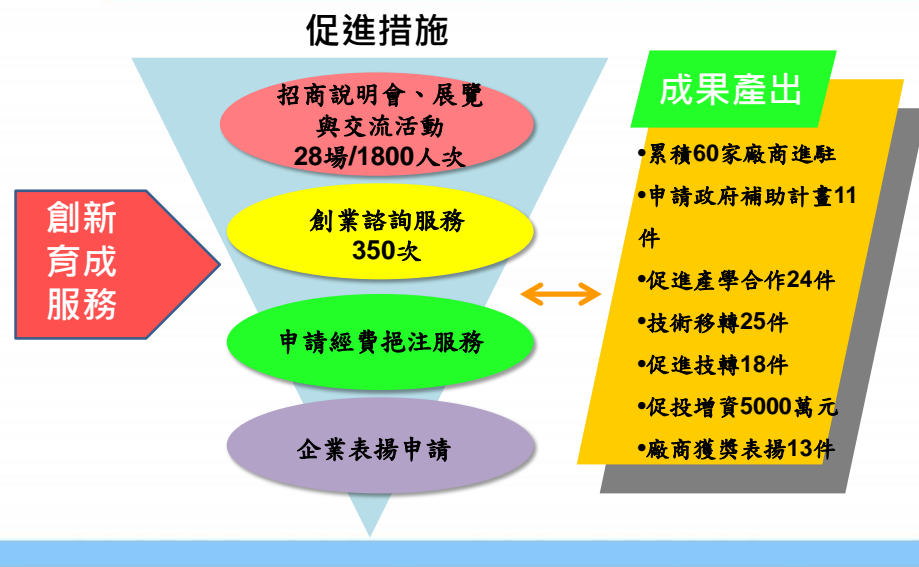 促進措施
創新
育成
服務
招商說明會、展覽
與交流活動
28場/1800人次
創業諮詢服務
350次
申請經費挹注服務
企業表揚申請
成果產出
•累積60家廠商進駐
•申請政府補助計畫11
件
•促進產學合作24件
•技術移轉25件
•促進技轉18件
•促投增資5000萬元
•廠商獲獎表揚13件